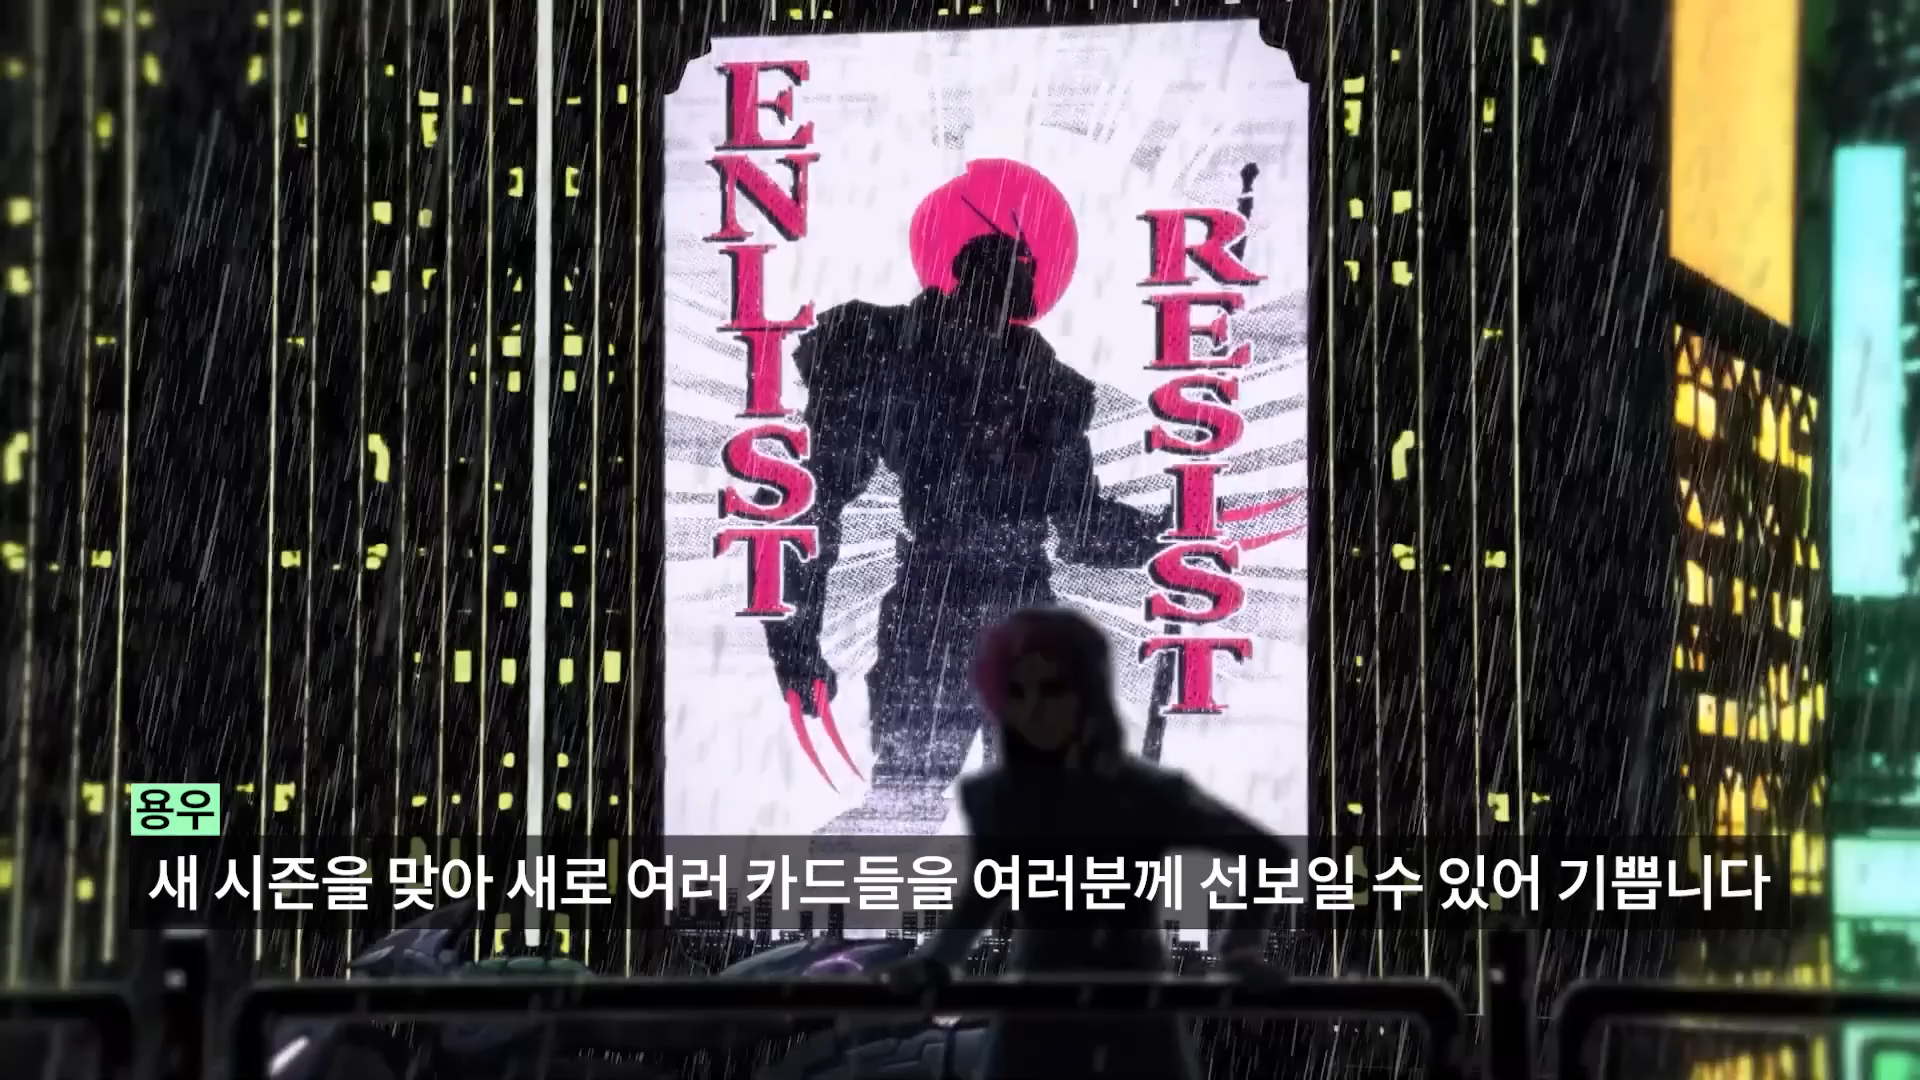 ENLIST
RESIST
용우
새 시즌을 맞아 새로 여러 카드들을 여러분께 선보일 수 있어 기쁩니다